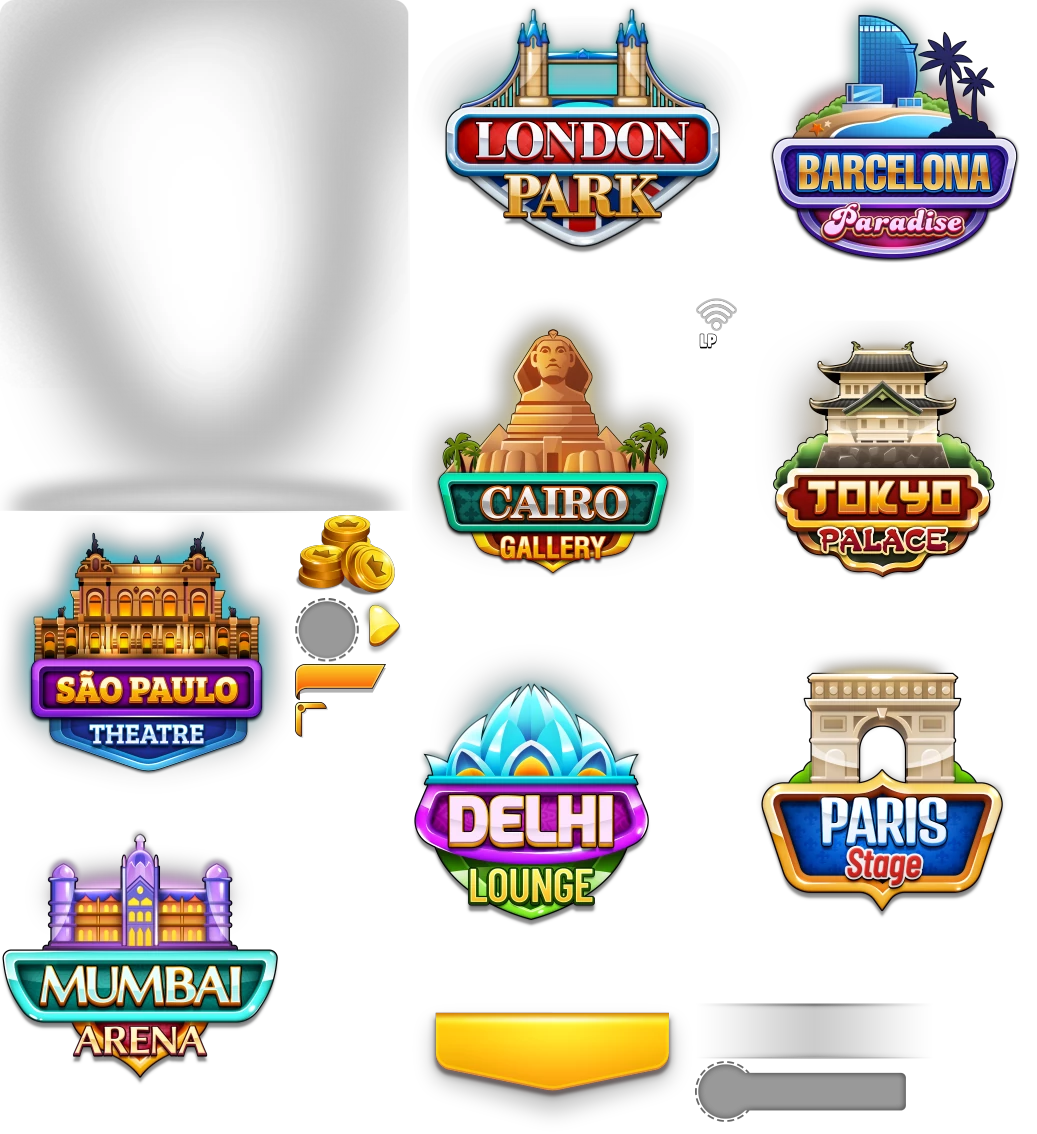 LONDON
PARK
BARCELONA
Paradise
LP
CAIRO
GALLERY
TOKYO
PALACE
SÃO PAULO
THEATRE
DELHI
LOUNGE
PARIS
Stage
MUMBAI
ARENA